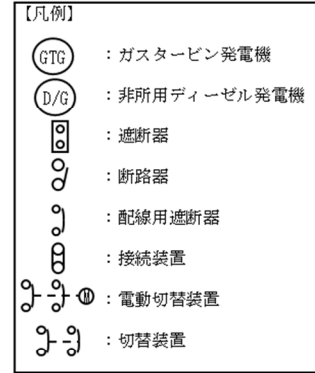 【凡例】
GTG ：ガスタービン発電機
D/G ：非所用ディーゼル発電機
：遮断器
：断路器
：配線用遮断器
：接続装置
M ：電動切替装置
：切替装置